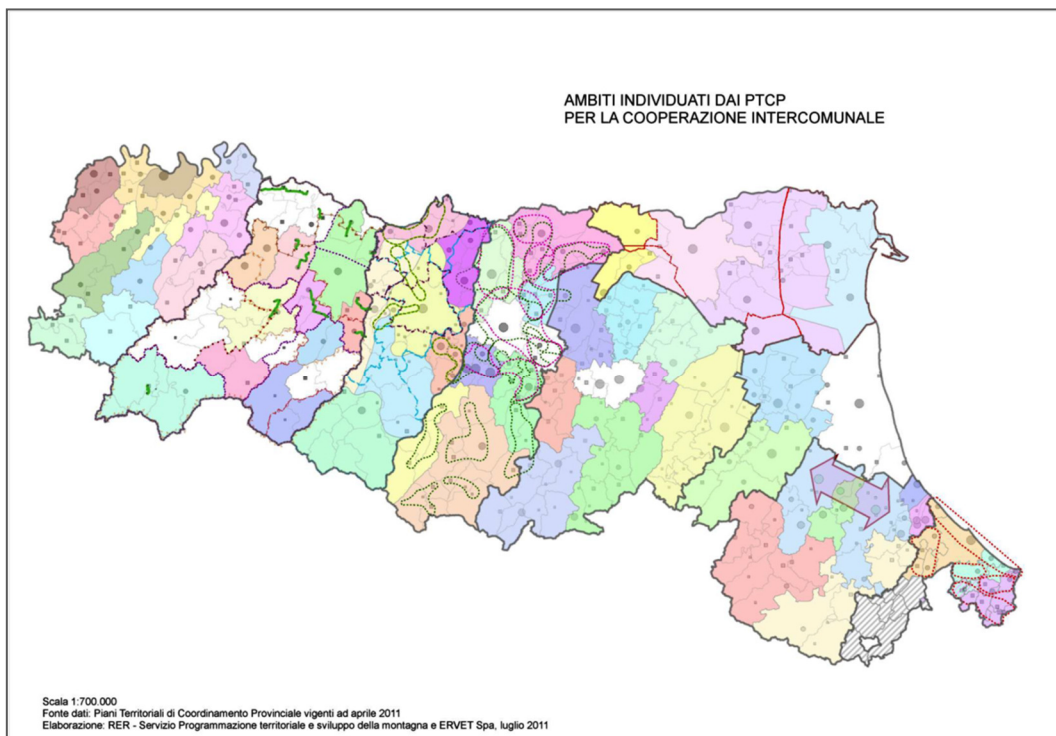 AMBITI INDIVIDUATI DAI PTCP
PER LA COOPERAZIONE INTERCOMUNALE
Scala 1:700.000
Fonte dati: Piani Territoriali di Coordinamento Provinciale vigenti ad aprile 2011
Elaborazione: RER - Servizio Programmazione territoriale e sviluppo della montagna e ERVET Spa, luglio 2011